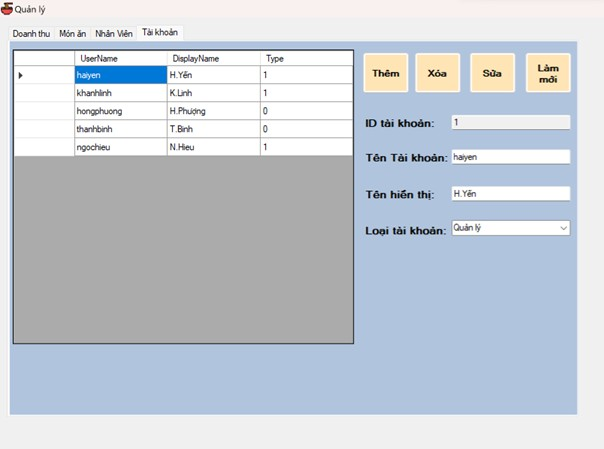 Quản lý
Doanh thu Món ăn Nhân Viên Tài khoản
UserName DisplayName Type
haiyen H.Yến 1
khanhlinh K.Linh 1
hongphuong H.Phượng 0
thanhbinh T.Bình 0
ngochieu N.Hieu 1
Thêm Xóa Sửa Làm mới
ID tài khoản: 1
Tên Tài khoản: haiyen
Tên hiển thị: H.Yến
Loại tài khoản: Quản lý